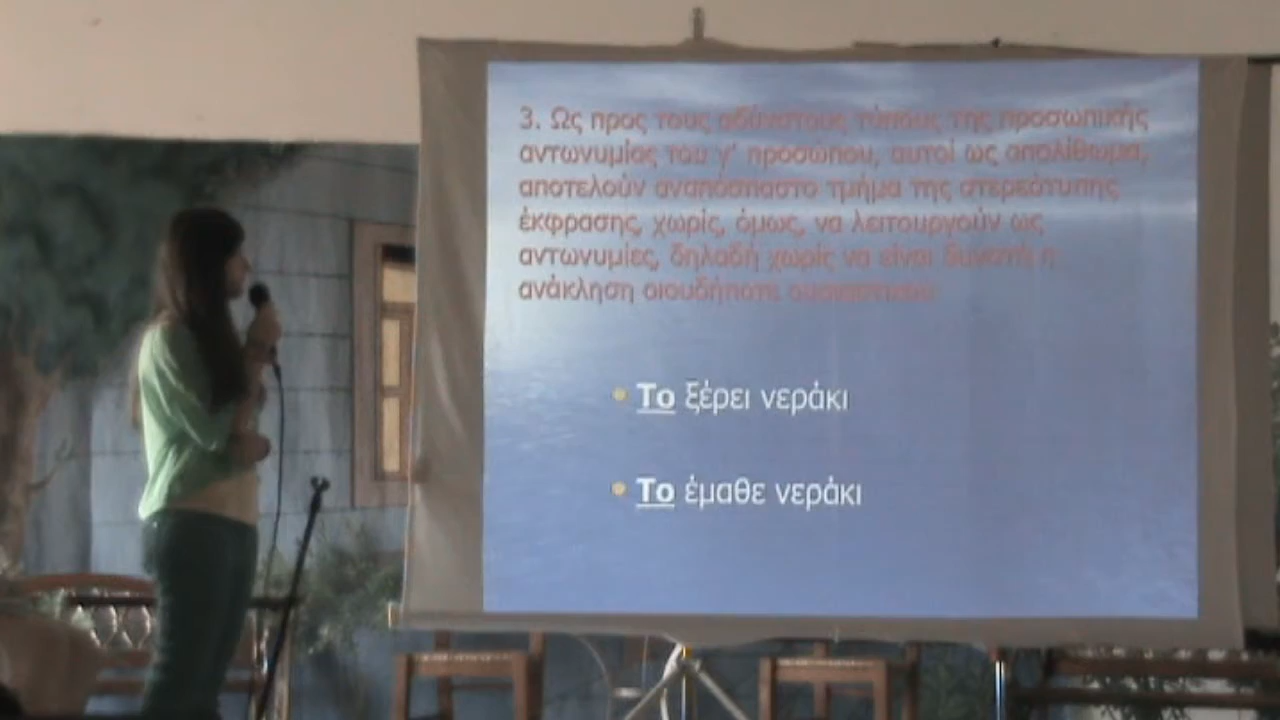 3. Ως προς τους αδύνατους τύπους της προσωπικής
αντωνυμίας του γ' προσώπου, αυτοί ως απολίθωμα,
αποτελούν αναπόσπαστο τμήμα της στερεότυπης
έκφρασης, χωρίς, όμως, να λειτουργούν ως
αντωνυμίες, δηλαδή χωρίς να είναι δυνατή η
ανάκληση οιουδήποτε ουσιαστικού
• Το ξέρει νεράκι
• Το έμαθε νεράκι